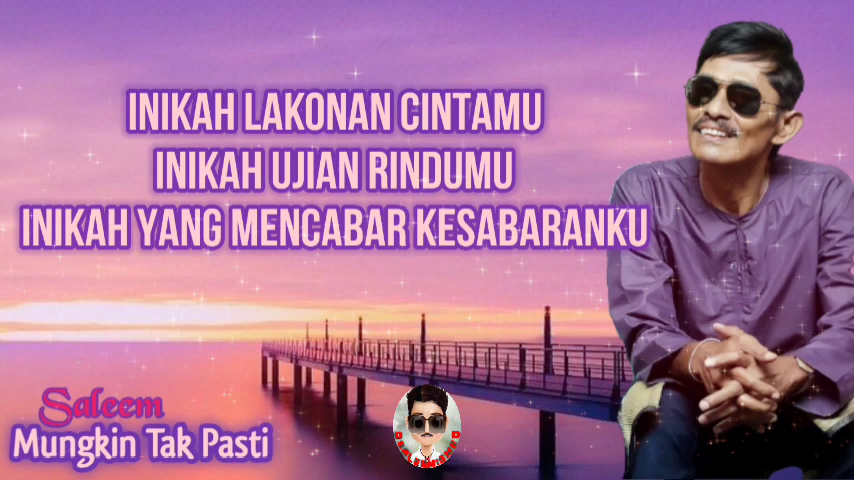 INIKAH LAKONAN CINTAMU
INIKAH UJIAN RINDUMU
INIKAH YANG MENCABAR KESABARANKU
Saleem
Mungkin Tak Pasti